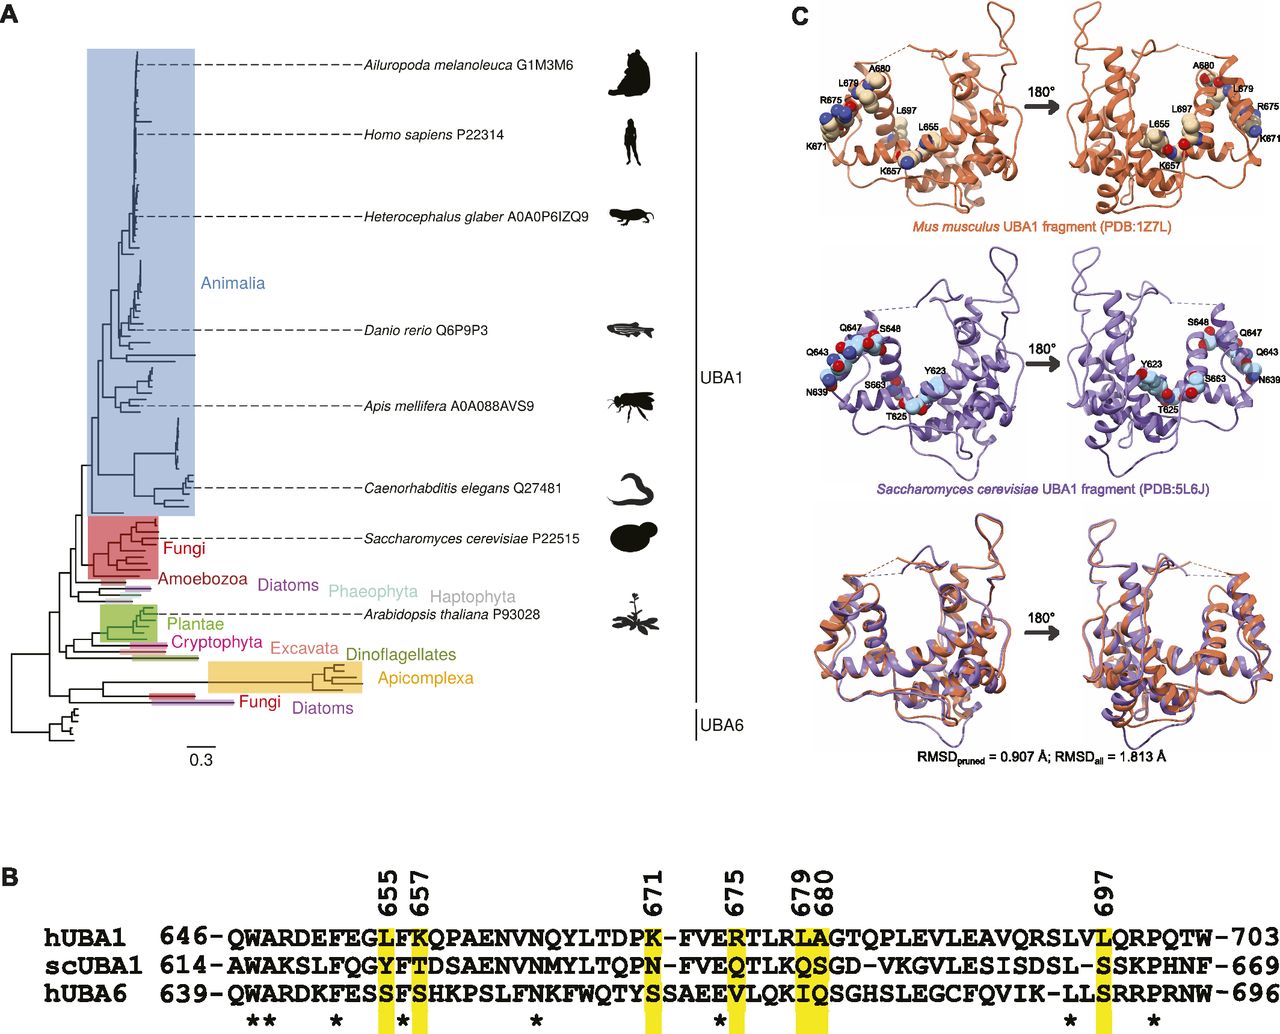 A
Ailuropoda melanoleuca G1M3M6
Homo sapiens P22314
Heterocephalus glaber A0A0P6IZQ9
Animalia
Danio rerio Q6P9P3
UBA1
Apis mellifera A0A088AVS9
Caenorhabditis elegans Q27481
Saccharomyces cerevisiae P22515
Fungi
Amoebozoa
Diatoms
Phaeophyta
Haptophyta
Arabidopsis thaliana P93028
Plantae
Cryptophyta
Excavata
Dinoflagellates
Apicomplexa
Fungi
Diatoms
UBA6
0.3
C
A680
L679
R675
K671
L697
L655
K657
180°
A680
L679
R675
K671
L697
L655
K657
Mus musculus UBA1 fragment (PDB:1Z7L)
Q647
S648
Q643
N639
S663
Y623
T625
180°
S648
Q647
Q643
N639
Y623
S663
T625
Saccharomyces cerevisiae UBA1 fragment (PDB:5L6J)
180°
RMSDpruned = 0.907 Å; RMSDall = 1.813 Å
B
655 657 671 675 679 680 697
hUBA1 646-QWARDEFEGLFKQPAENVNQYLTDPK-FVERTLRLAGTQPLEVLEAVQRSLVLQRPQTW-703
scUBA1 614-AWAKSLFQGYFTDSAENVNMYLTQPN-FVEQTLKQSGD-VKGVLESISDSL-SSKPHNF-669
hUBA6 639-QWARDKFESSFSHKPSLFNKFWQTYSSAEEVLQKIQSGHSLEGCFQVIK-LLSRRPRNW-696
** * * * * * *